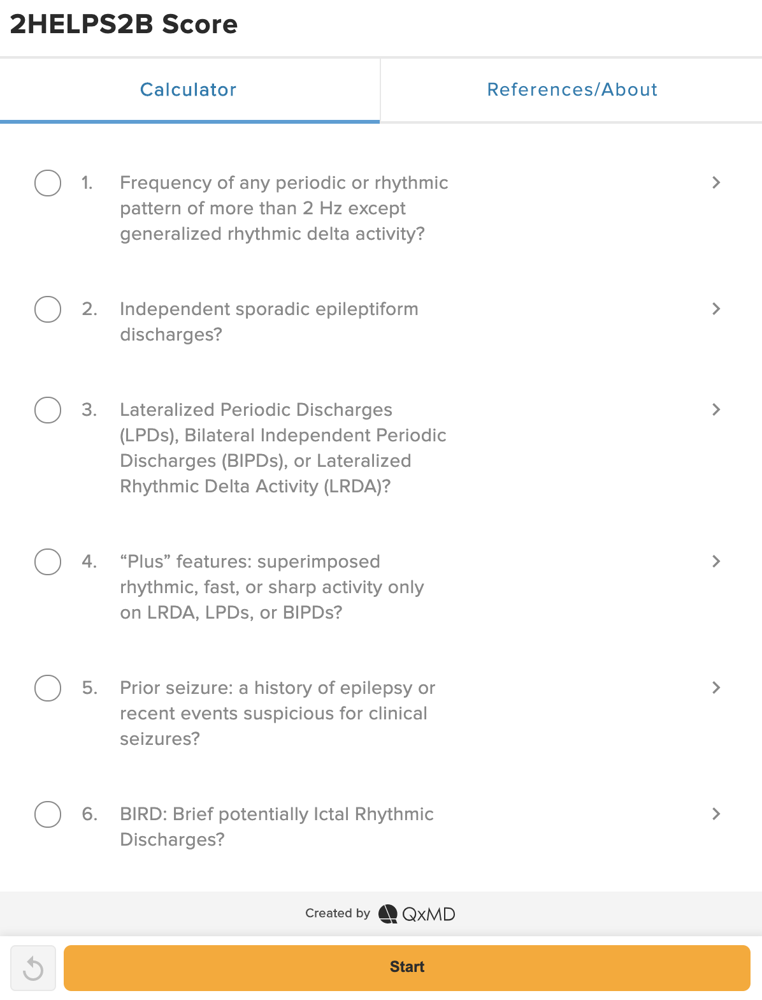 2HELPS2B Score
Calculator
References/About
1. Frequency of any periodic or rhythmic
pattern of more than 2 Hz except
generalized rhythmic delta activity?
2. Independent sporadic epileptiform
discharges?
3. Lateralized Periodic Discharges
(LPDs), Bilateral Independent Periodic
Discharges (BIPDs), or Lateralized
Rhythmic Delta Activity (LRDA)?
4. “Plus” features: superimposed
rhythmic, fast, or sharp activity only
on LRDA, LPDs, or BIPDs?
5. Prior seizure: a history of epilepsy or
recent events suspicious for clinical
seizures?
6. BIRD: Brief potentially Ictal Rhythmic
Discharges?
Created by QxMD
Start